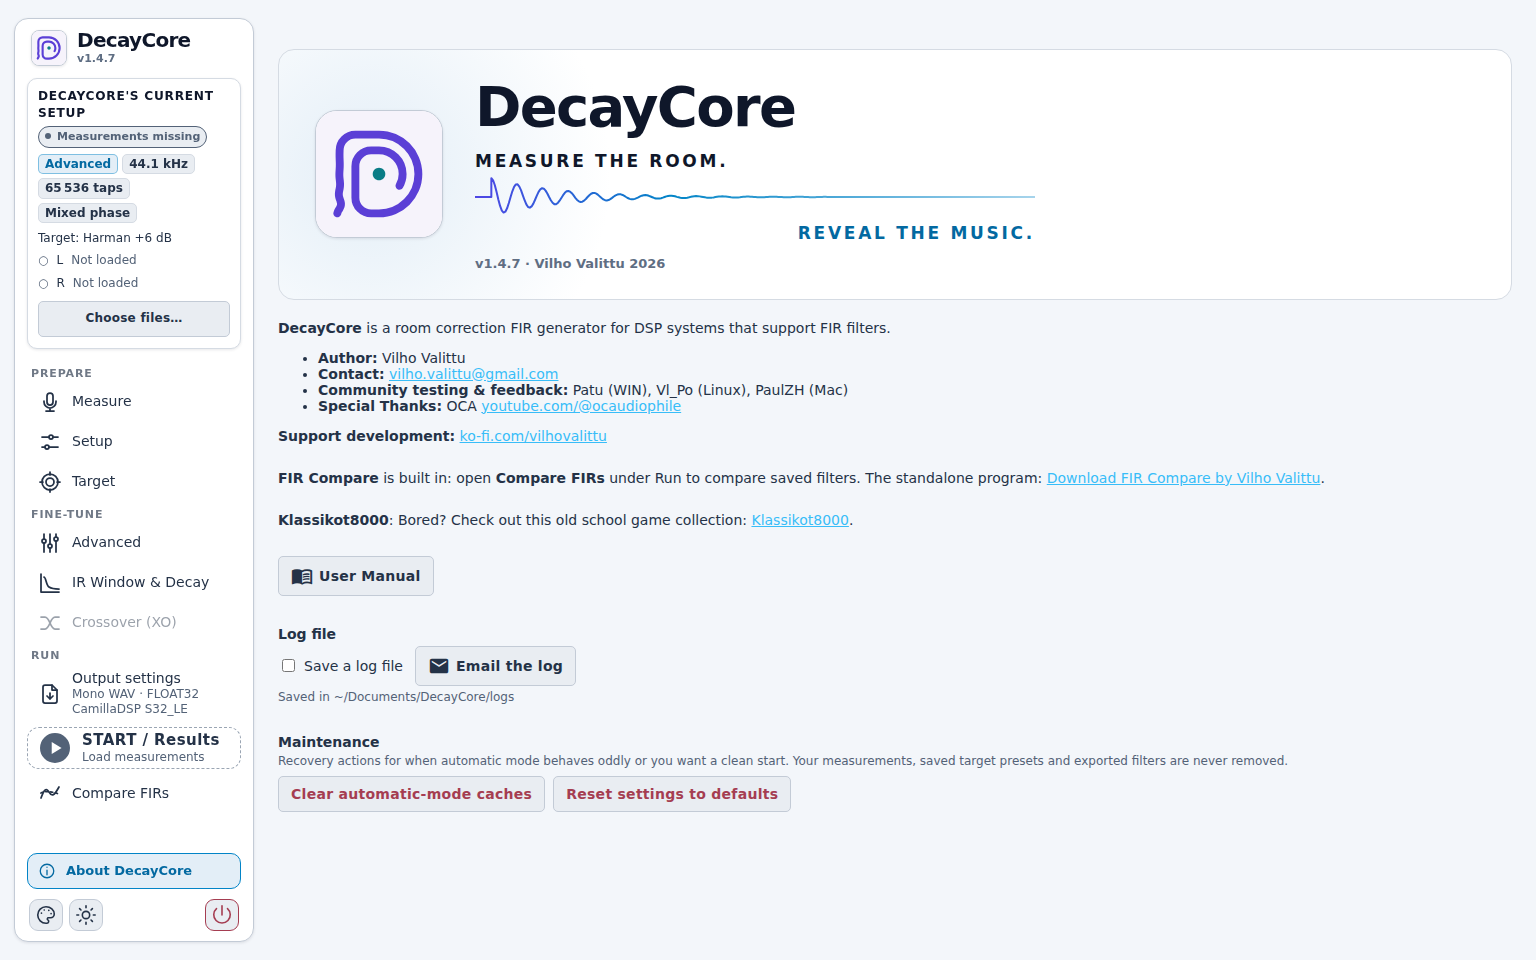 DecayCore
v1.4.7
DECAYCORE'S CURRENT
SETUP
Measurements missing
Advanced
44.1 kHz
65 536 taps
Mixed phase
Target: Harman +6 dB
L Not loaded
R Not loaded
Choose files…
PREPARE
Measure
Setup
Target
FINE-TUNE
Advanced
IR Window & Decay
Crossover (XO)
RUN
Output settings
Mono WAV · FLOAT32
CamillaDSP S32_LE
START / Results
Load measurements
Compare FIRs
About DecayCore
DecayCore
MEASURE THE ROOM.
REVEAL THE MUSIC.
v1.4.7 · Vilho Valittu 2026
DecayCore is a room correction FIR generator for DSP systems that support FIR filters.
• Author: Vilho Valittu
• Contact: vilho.valittu@gmail.com
• Community testing & feedback: Patu (WIN), Vl_Po (Linux), PaulZH (Mac)
• Special Thanks: OCA youtube.com/@ocaudiophile
Support development: ko-fi.com/vilhovalittu
FIR Compare is built in: open Compare FIRs under Run to compare saved filters. The standalone program: Download FIR Compare by Vilho Valittu.
Klassikot8000: Bored? Check out this old school game collection: Klassikot8000.
User Manual
Log file
Save a log file
Email the log
Saved in ~/Documents/DecayCore/logs
Maintenance
Recovery actions for when automatic mode behaves oddly or you want a clean start. Your measurements, saved target presets and exported filters are never removed.
Clear automatic-mode caches
Reset settings to defaults